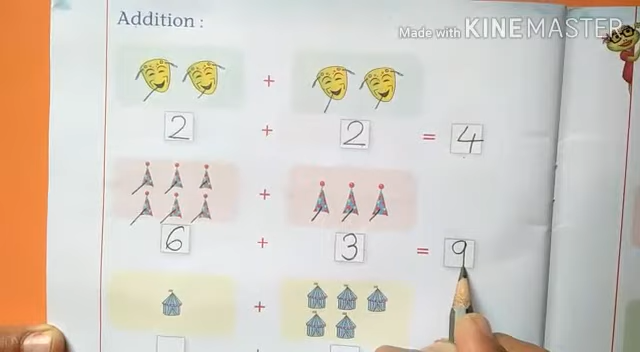 Made with KINEMASTER
Addition :
+
2 + 2 = 4
+
6 + 3 = 9
+